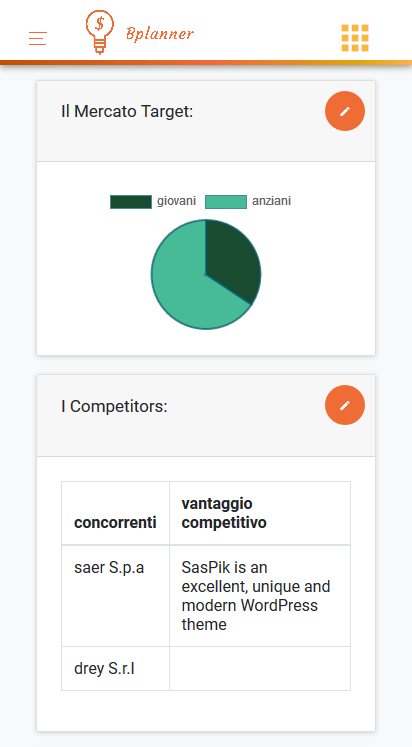 $
Bplanner
Il Mercato Target:
giovani anziani
I Competitors:
concorrenti
vantaggio
competitivo
saer S.p.a
SasPik is an
excellent, unique and
modern WordPress
theme
drey S.r.l